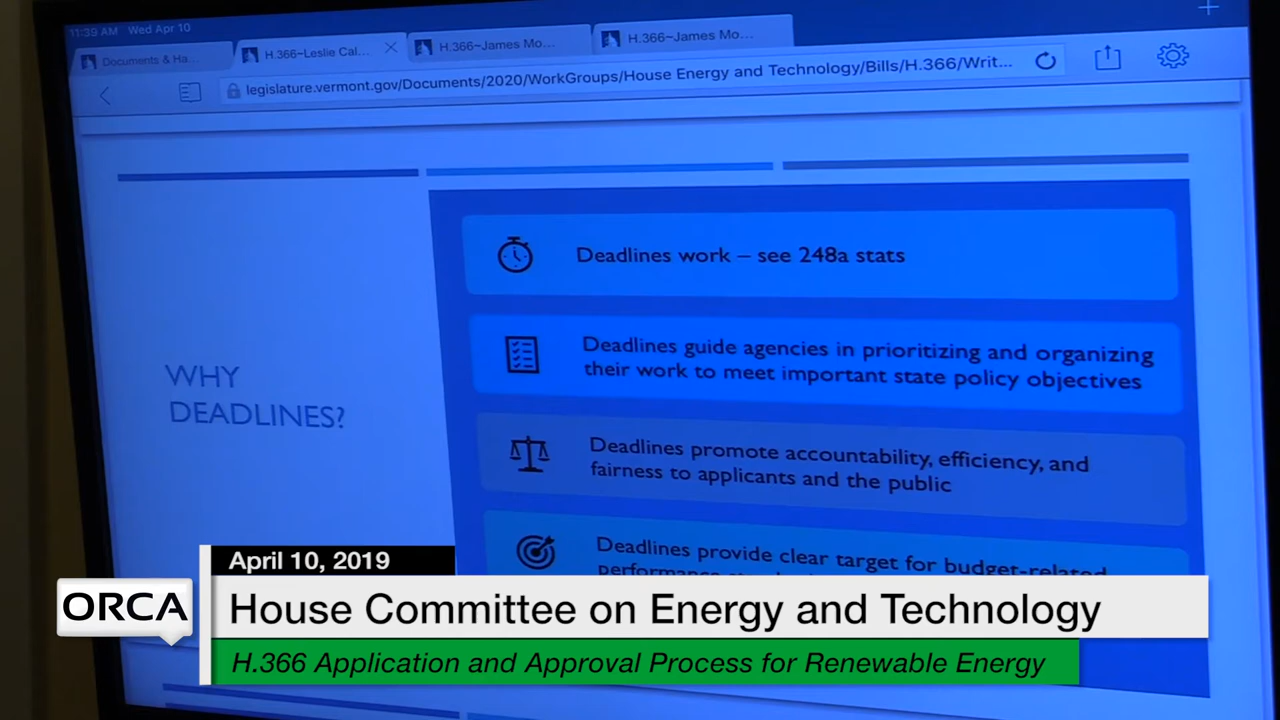 11:39 AM Wed Apr 10
Documents & Ha...
H.366~Leslie Cal...
H.366~James Mo...
H.366~James Mo...
legislature.vermont.gov/Documents/2020/WorkGroups/House Energy and Technology/Bills/H.366/Writ...
WHY
DEADLINES?
Deadlines work – see 248a stats
Deadlines guide agencies in prioritizing and organizing
their work to meet important state policy objectives
Deadlines promote accountability, efficiency, and
fairness to applicants and the public
Deadlines provide clear target for budget-related
performance
April 10, 2019
ORCA
House Committee on Energy and Technology
H.366 Application and Approval Process for Renewable Energy